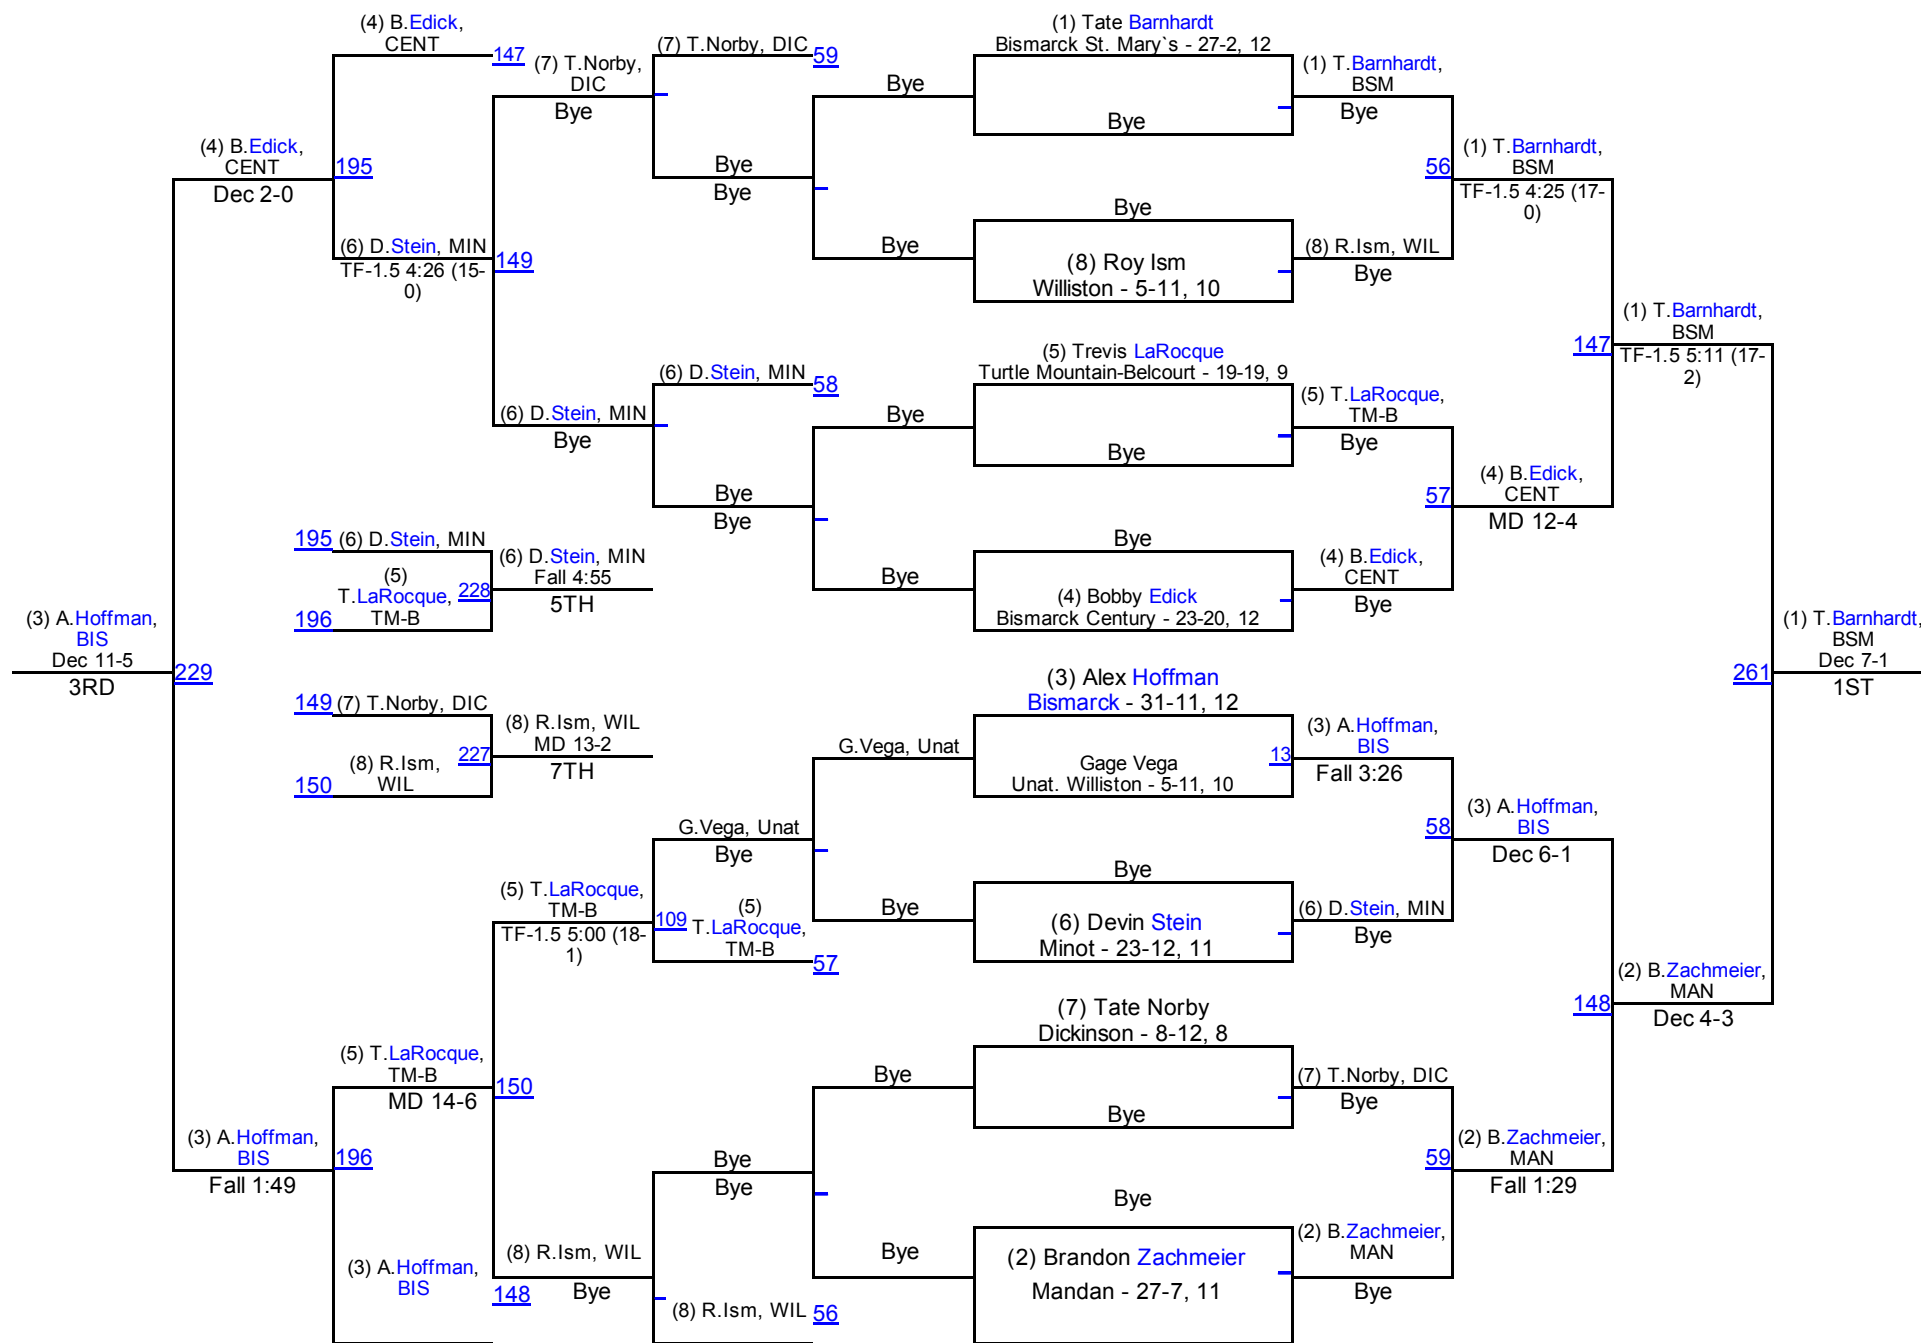 (4) B.Edick,
CENT
147
(7) T.Norby,
DIC
Bye
(7) T.Norby, DIC
59
Bye
(1) Tate Barnhardt
Bismarck St. Mary`s - 27-2, 12
Bye
(1) T.Barnhardt,
BSM
Bye
(4) B.Edick,
CENT
Dec 2-0
195
Bye
Bye
56
(1) T.Barnhardt,
BSM
TF-1.5 4:25 (17-
0)
(6) D.Stein, MIN
TF-1.5 4:26 (15-
0)
149
Bye
Bye
(8) Roy Ism
Williston - 5-11, 10
(8) R.Ism, WIL
Bye
147
(1) T.Barnhardt,
BSM
TF-1.5 5:11 (17-
2)
(6) D.Stein, MIN
58
(6) D.Stein, MIN
Bye
Bye
(5) Trevis LaRocque
Turtle Mountain-Belcourt - 19-19, 9
Bye
(5) T.LaRocque,
TM-B
Bye
Bye
Bye
57
(4) B.Edick,
CENT
MD 12-4
195
(6) D.Stein, MIN
(5)
T.LaRocque,
TM-B
228
196
(6) D.Stein, MIN
Fall 4:55
5TH
Bye
Bye
(4) Bobby Edick
Bismarck Century - 23-20, 12
(4) B.Edick,
CENT
Bye
(3) A.Hoffman,
BIS
Dec 11-5
3RD
229
261
(1) T.Barnhardt,
BSM
Dec 7-1
1ST
149
(7) T.Norby, DIC
(8) R.Ism,
WIL
227
150
(8) R.Ism, WIL
MD 13-2
7TH
G.Vega, Unat
(3) Alex Hoffman
Bismarck - 31-11, 12
Gage Vega
Unat. Williston - 5-11, 10
13
(3) A.Hoffman,
BIS
Fall 3:26
G.Vega, Unat
Bye
58
(3) A.Hoffman,
BIS
Dec 6-1
(5) T.LaRocque,
TM-B
TF-1.5 5:00 (18-
1)
109
(5)
T.LaRocque,
TM-B
57
Bye
Bye
(6) Devin Stein
Minot - 23-12, 11
(6) D.Stein, MIN
Bye
148
(2) B.Zachmeier,
MAN
Dec 4-3
(5) T.LaRocque,
TM-B
MD 14-6
150
Bye
(7) Tate Norby
Dickinson - 8-12, 8
Bye
(7) T.Norby, DIC
Bye
(3) A.Hoffman,
BIS
Fall 1:49
196
Bye
Bye
59
(2) B.Zachmeier,
MAN
Fall 1:29
(3) A.Hoffman,
BIS
148
(8) R.Ism, WIL
Bye
(8) R.Ism, WIL
56
Bye
Bye
(2) Brandon Zachmeier
Mandan - 27-7, 11
(2) B.Zachmeier,
MAN
Bye